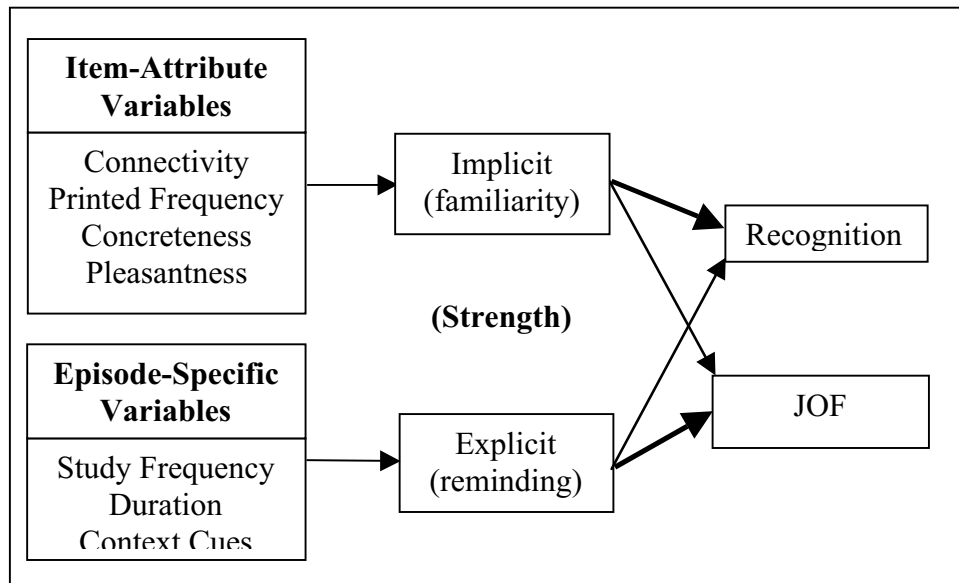 Item-Attribute
Variables
Connectivity
Printed Frequency
Concreteness
Pleasantness
Implicit
(familiarity)
Recognition
(Strength)
Episode-Specific
Variables
Study Frequency
Duration
Context Cues
Explicit
(reminding)
JOF